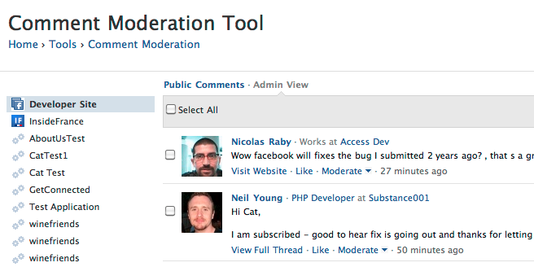 Comment Moderation Tool
Home › Tools › Comment Moderation
Developer Site
InsideFrance
AboutUsTest
CatTest1
Cat Test
GetConnected
Test Application
winefriends
winefriends
winefriends
Public Comments · Admin View
Select All
Nicolas Raby · Works at Access Dev
Wow facebook will fixes the bug I submitted 2 years ago? , that s a gr
Visit Website · Like · Moderate ▾ · 27 minutes ago
Neil Young · PHP Developer at Substance001
Hi Cat,
I am subscribed - good to hear fix is going out and thanks for letting
View Full Thread · Like · Moderate ▾ · 50 minutes ago